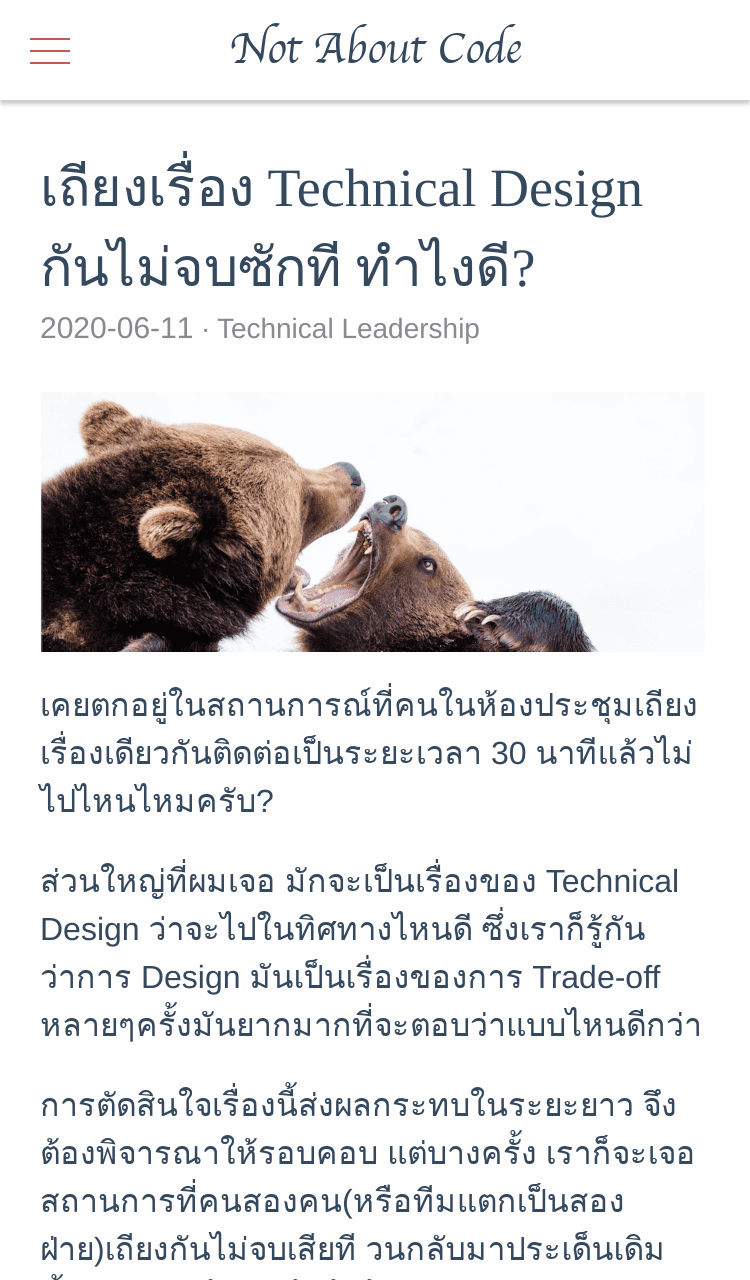 Not About Code
เถียงเรื่อง Technical Design
กันไม่จบซักที ทำไงดี?
2020-06-11 · Technical Leadership
เคยตกอยู่ในสถานการณ์ที่คนในห้องประชุมเถียง
เรื่องเดียวกันติดต่อเป็นระยะเวลา 30 นาทีแล้วไม่
ไปไหนไหมครับ?
ส่วนใหญ่ที่ผมเจอ มักจะเป็นเรื่องของ Technical
Design ว่าจะไปในทิศทางไหนดี ซึ่งเราก็รู้กัน
ว่าการ Design มันเป็นเรื่องของการ Trade-off
หลายๆครั้งมันยากมากที่จะตอบว่าแบบไหนดีกว่า
การตัดสินใจเรื่องนี้ส่งผลกระทบในระยะยาว จึง
ต้องพิจารณาให้รอบคอบ แต่บางครั้ง เราก็จะเจอ
สถานการที่คนสองคน(หรือทีมแตกเป็นสอง
ฝ่าย)เถียงกันไม่จบเสียที วนกลับมาประเด็นเดิม